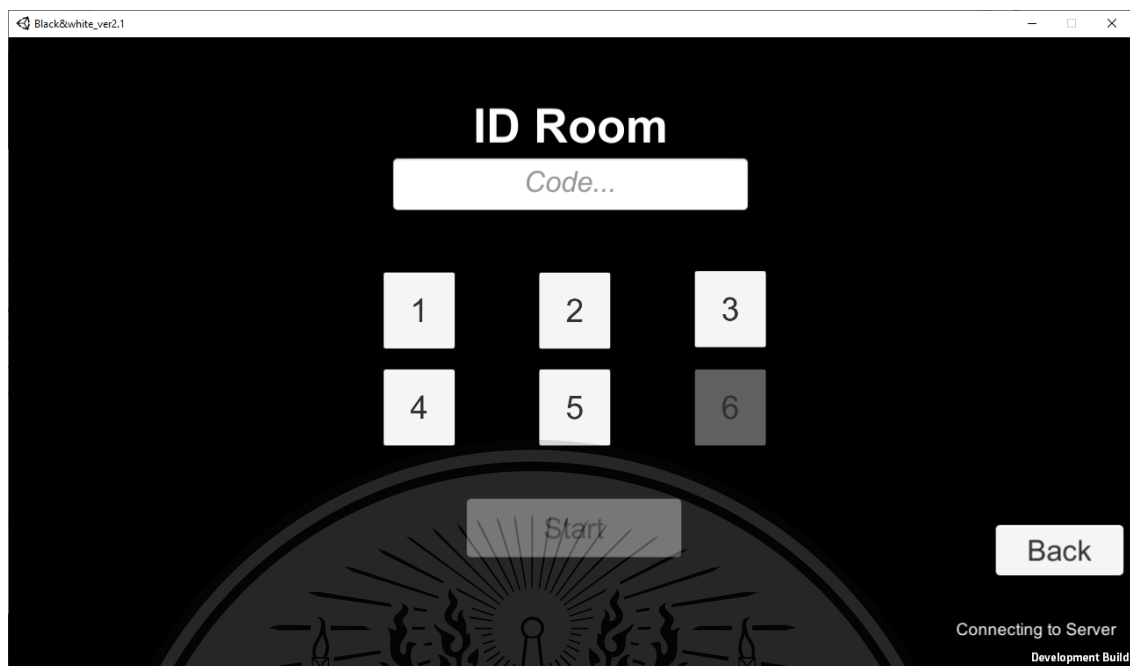 Black&white_ver2.1
ID Room
Code...
1 2 3
4 5 6
Start
Back
Connecting to Server
Development Build